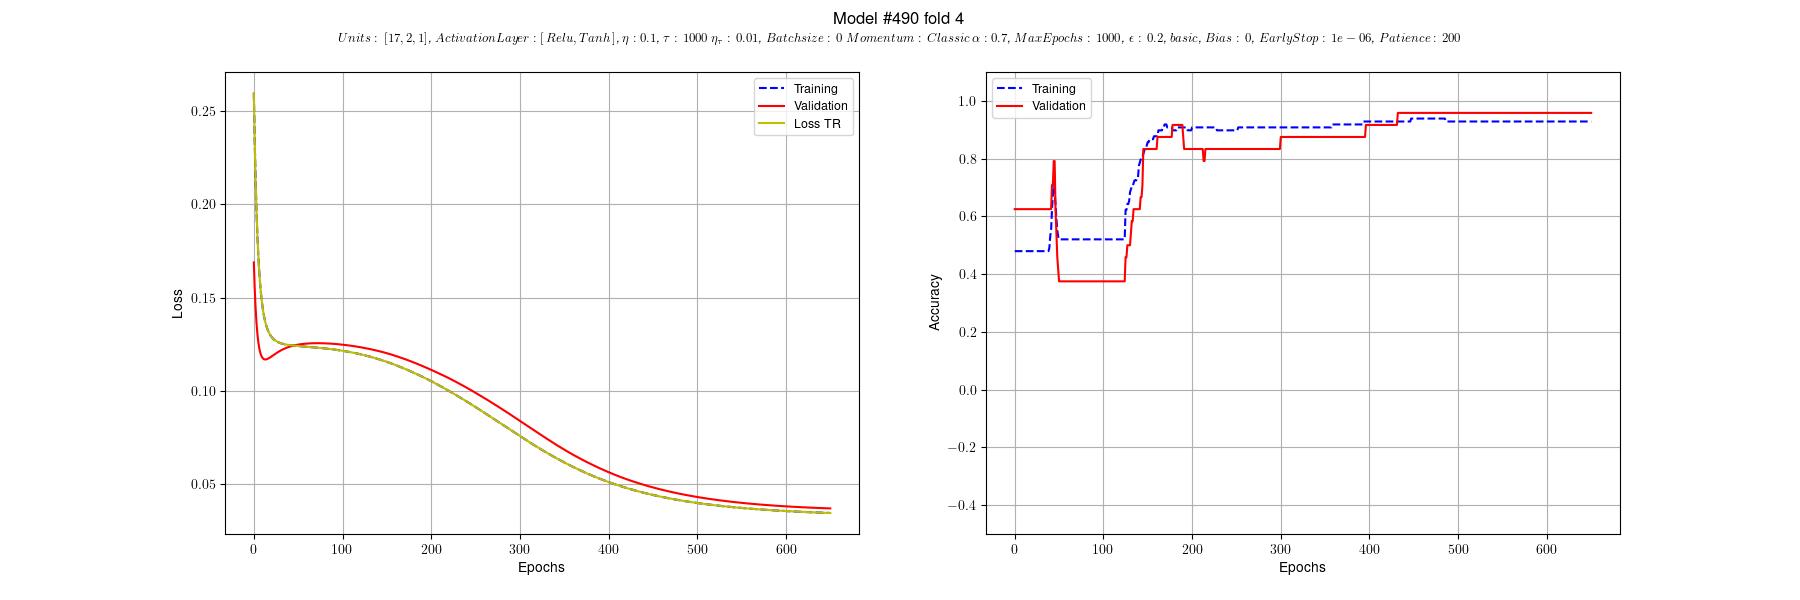 Model #490 fold 4
Units : [17, 2, 1], ActivationLayer : [ Relu, Tanh ], η : 0.1, τ : 1000 ητ : 0.01, Batchsize : 0 Momentum : Classic α : 0.7, MaxEpochs : 1000, ϵ : 0.2, basic, Bias : 0, EarlyStop : 1e − 06, Patience : 200
Training
Validation
Loss TR
0.25
0.20
0.15
0.10
0.05
Loss
0 100 200 300 400 500 600
Epochs
Training
Validation
1.0
0.8
0.6
0.4
0.2
0.0
−0.2
−0.4
Accuracy
0 100 200 300 400 500 600
Epochs